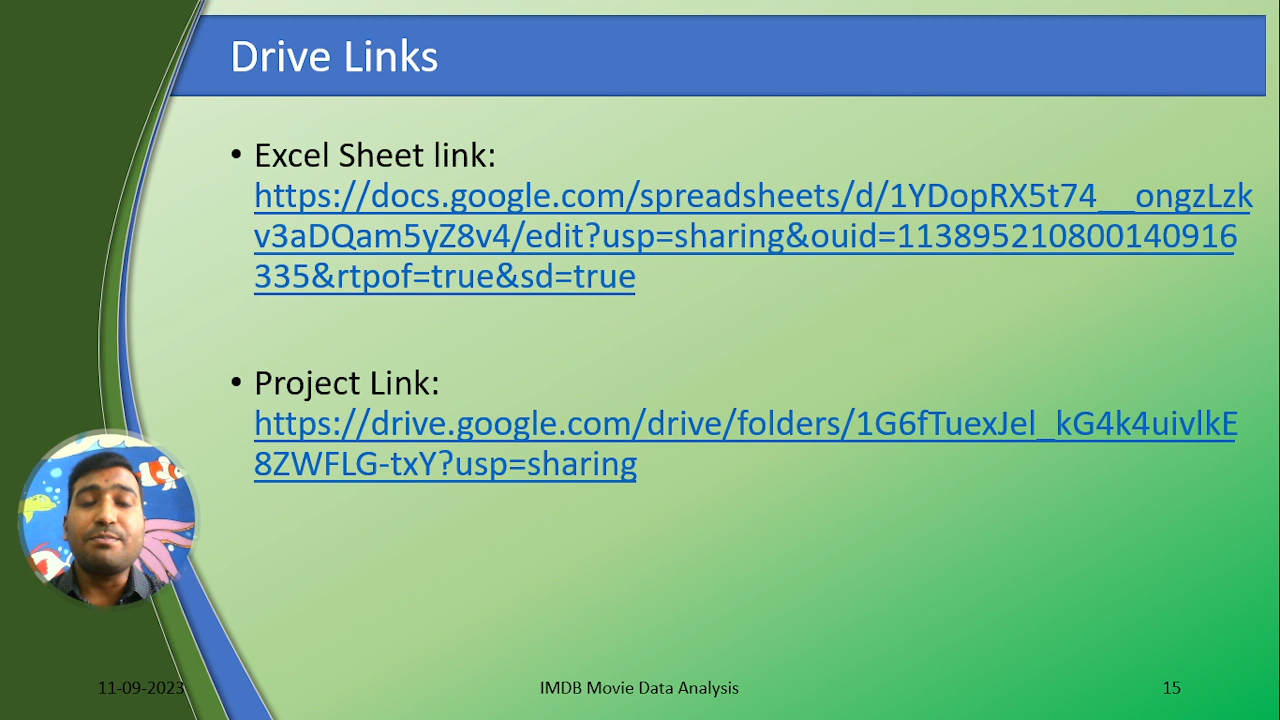 Drive Links
• Excel Sheet link:
https://docs.google.com/spreadsheets/d/1YDopRX5t74__ongzLzk
v3aDQam5yZ8v4/edit?usp=sharing&ouid=113895210800140916
335&rtpof=true&sd=true
• Project Link:
https://drive.google.com/drive/folders/1G6fTuexJel_kG4k4uivlkE
8ZWFLG-txY?usp=sharing
11-09-2023
IMDB Movie Data Analysis
15